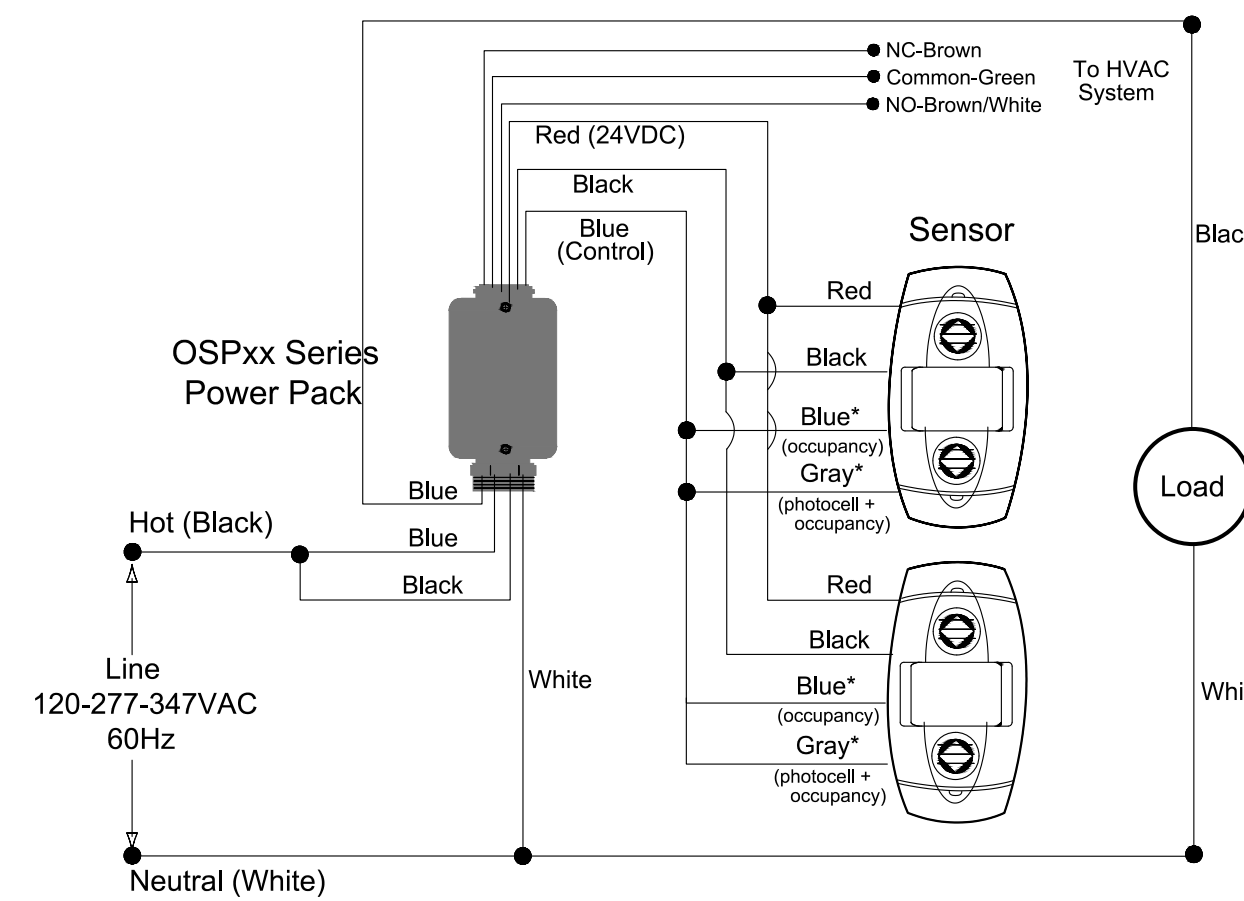 NC-Brown
Common-Green
NO-Brown/White
To HVAC
System
Red (24VDC)
Black
Blue
(Control)
Sensor
Blac
Red
OSPxx Series
Power Pack
Black
Blue*
(occupancy)
Gray*
(photocell +
occupancy)
Load
Blue
Hot (Black)
Blue
Black
Red
Black
Line
120-277-347VAC
60Hz
White
Blue*
(occupancy)
Whi
Gray*
(photocell +
occupancy)
Neutral (White)